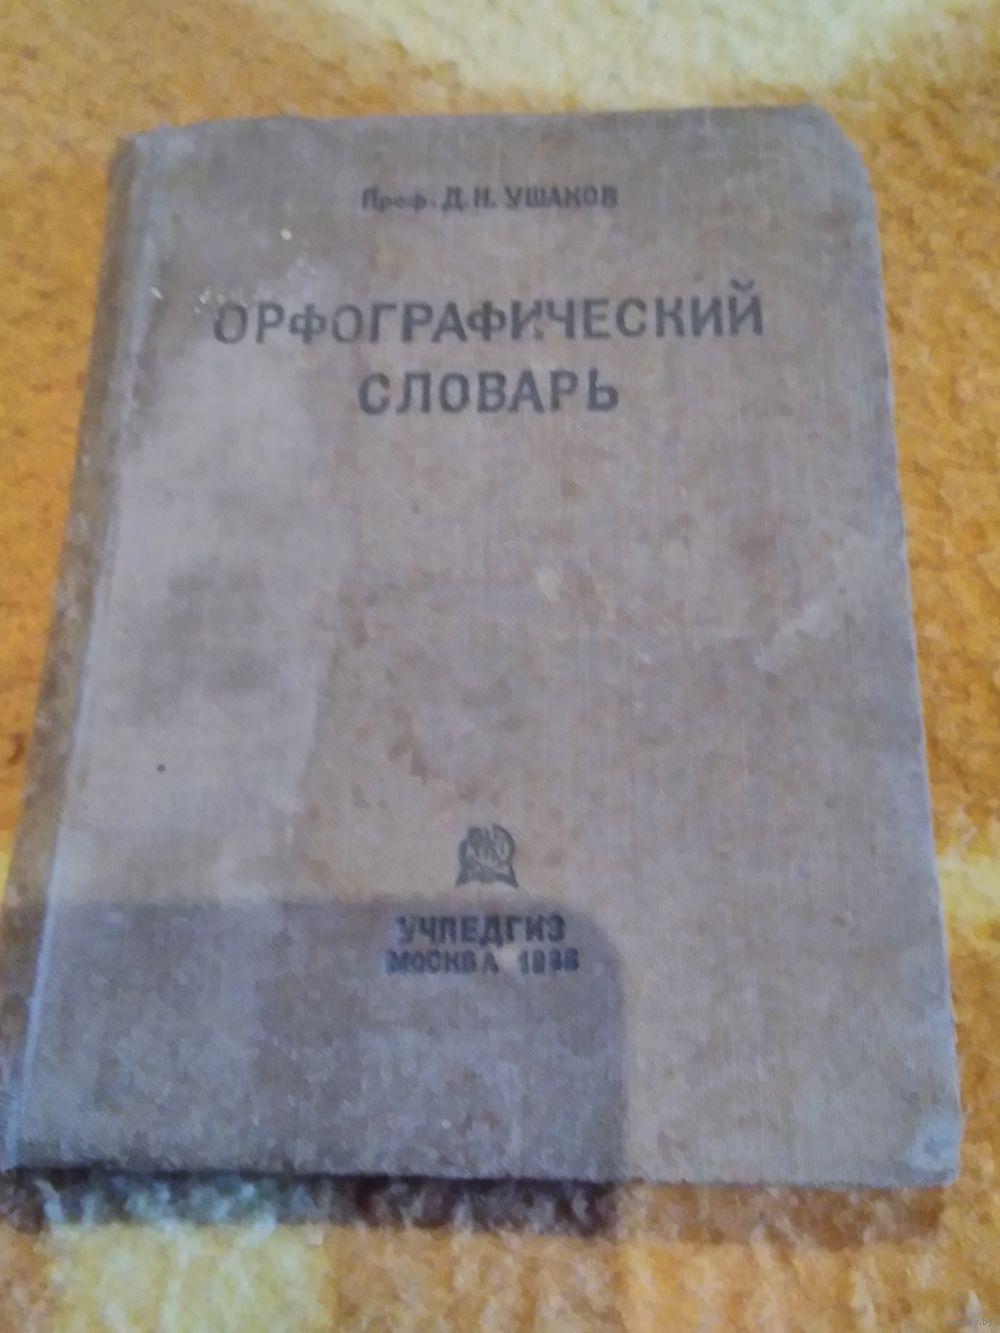 Проф. Д. Н. УШАКОВ
ОРФОГРАФИЧЕСКИЙ
СЛОВАРЬ
УЧПЕДГИЗ
МОСКВА